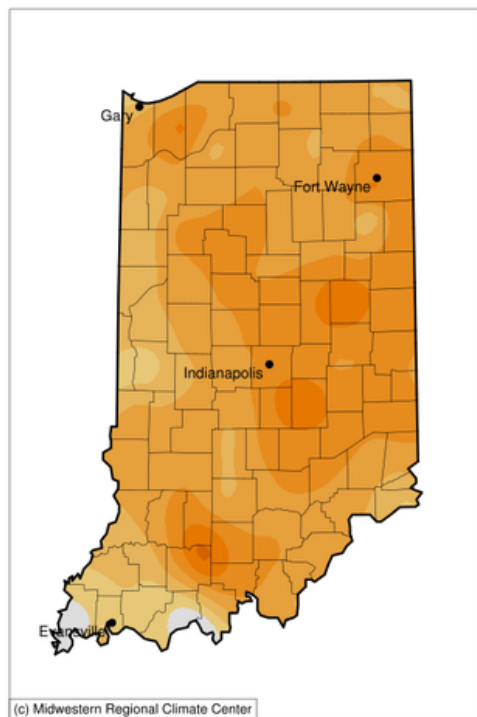 Gary
Fort Wayne
Indianapolis
Evansville
(c) Midwestern Regional Climate Center